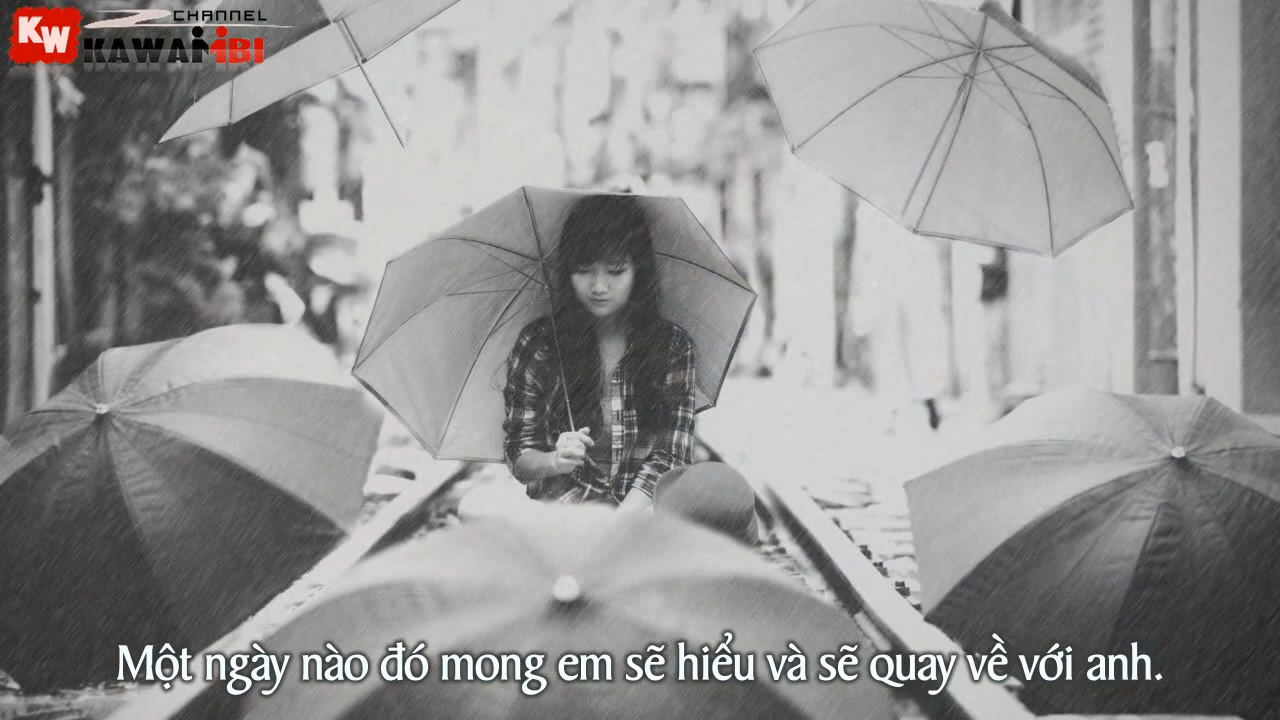 KW
CHANNEL
KAWAIIBI
Một ngày nào đó mong em sẽ hiểu và sẽ quay về với anh.